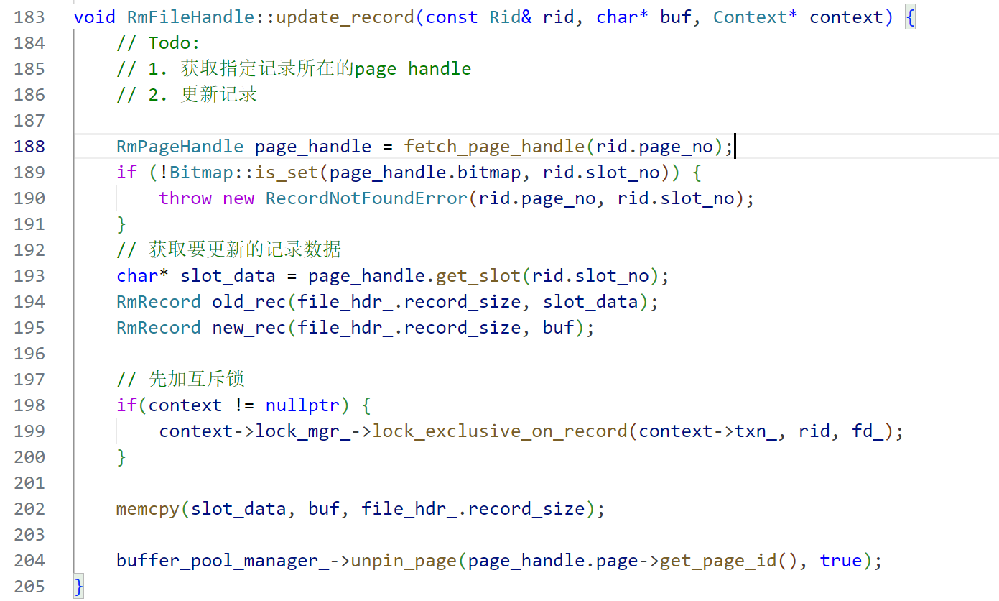 183 void RmFileHandle::update_record(const Rid& rid, char* buf, Context* context) {
184     // Todo:
185     // 1. 获取指定记录所在的page handle
186     // 2. 更新记录
187
188     RmPageHandle page_handle = fetch_page_handle(rid.page_no);
189     if (!Bitmap::is_set(page_handle.bitmap, rid.slot_no)) {
190         throw new RecordNotFoundError(rid.page_no, rid.slot_no);
191     }
192     // 获取要更新的记录数据
193     char* slot_data = page_handle.get_slot(rid.slot_no);
194     RmRecord old_rec(file_hdr_.record_size, slot_data);
195     RmRecord new_rec(file_hdr_.record_size, buf);
196
197     // 先加互斥锁
198     if(context != nullptr) {
199         context->lock_mgr_->lock_exclusive_on_record(context->txn_, rid, fd_);
200     }
201
202     memcpy(slot_data, buf, file_hdr_.record_size);
203
204     buffer_pool_manager_->unpin_page(page_handle.page->get_page_id(), true);
205 }